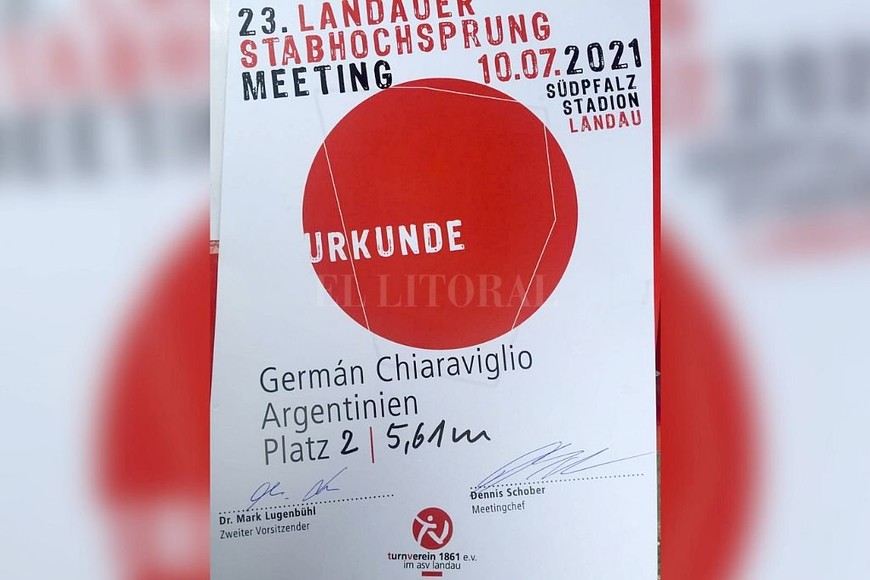 23. LANDAUER
STABHOCHSPRUNG
MEETING
10.07.2021
SÜDPFALZ
STADION
LANDAU
URKUNDE
EL LITORAL
Germán Chiaraviglio
Argentinien
Platz 2 | 5,61m
Dr. Mark Lugenbühl
Zweiter Vorsitzender
Dennis Schober
Meetingchef
turnverein 1861 e.v.
im asv landau